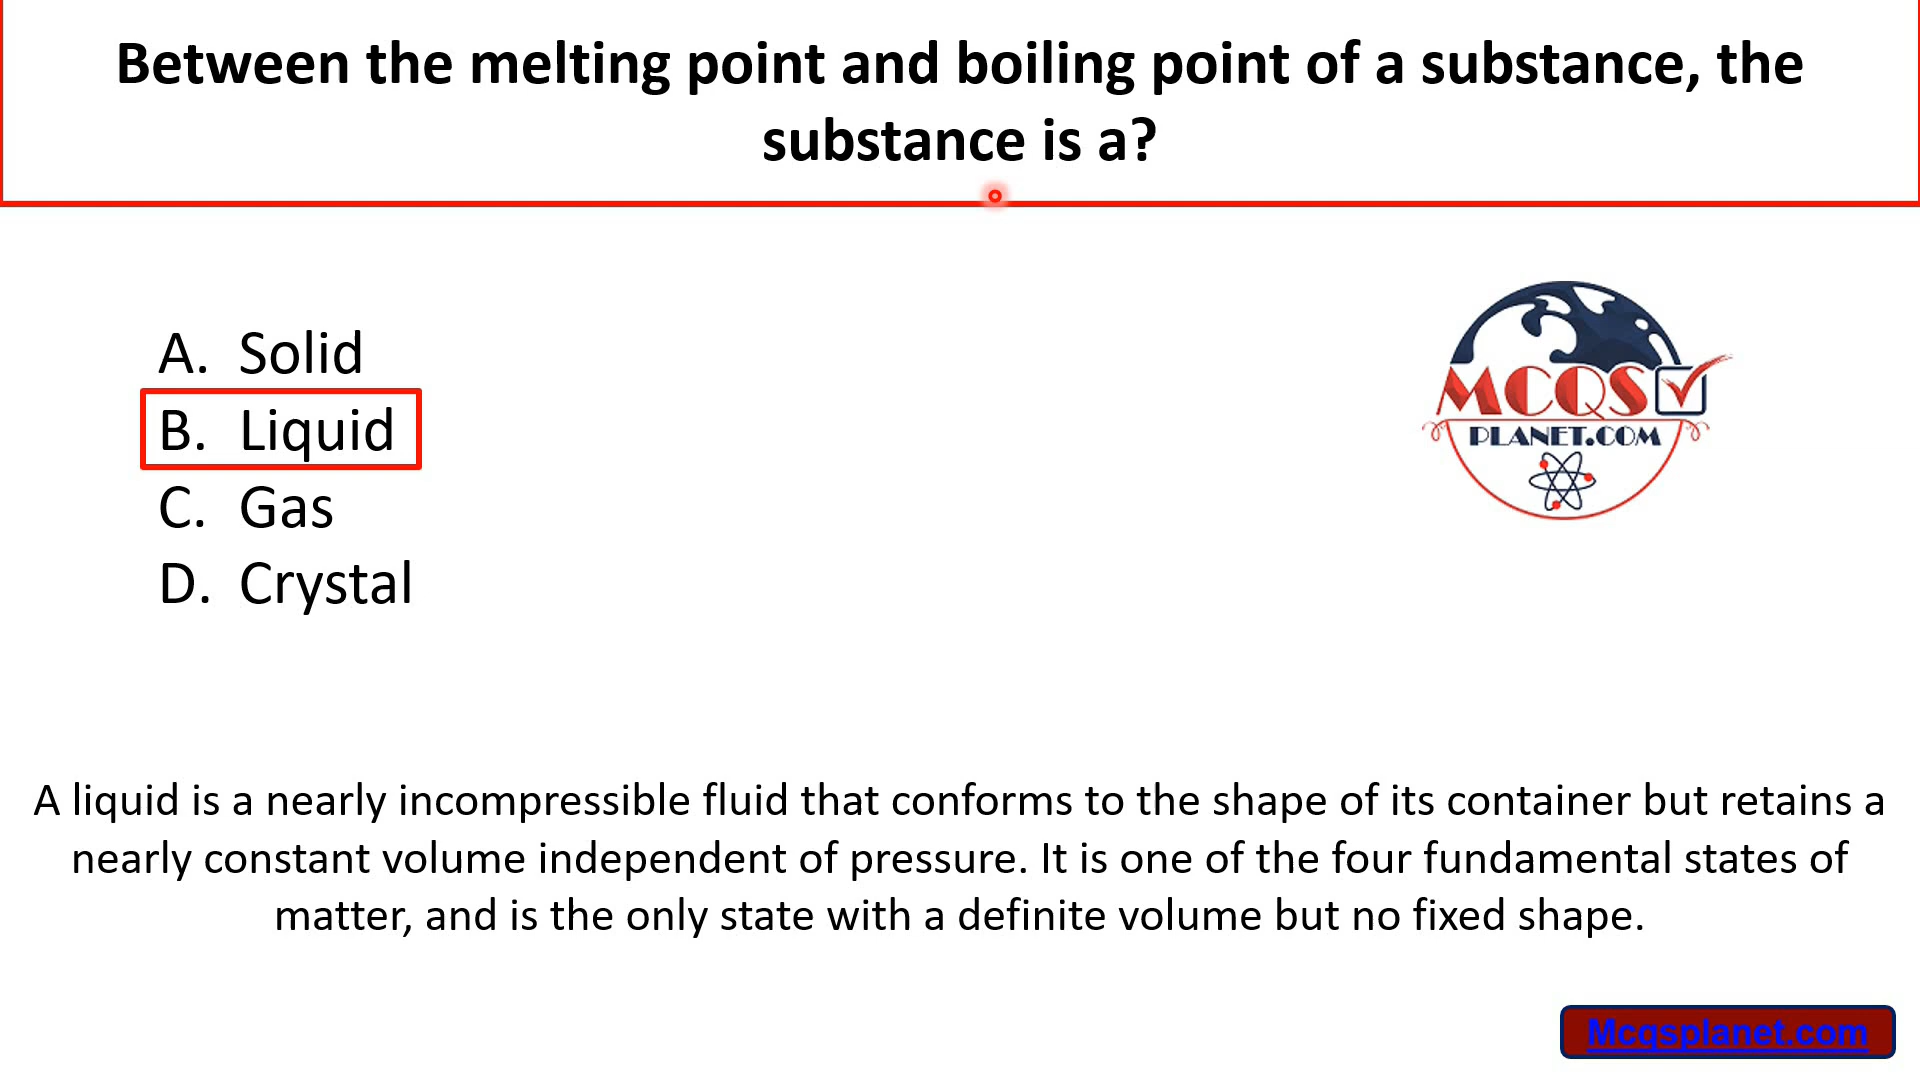 Between the melting point and boiling point of a substance, the
substance is a?
A. Solid
B. Liquid
C. Gas
D. Crystal
MCQS
PLANET.COM
A liquid is a nearly incompressible fluid that conforms to the shape of its container but retains a
nearly constant volume independent of pressure. It is one of the four fundamental states of
matter, and is the only state with a definite volume but no fixed shape.
Mcqsplanet.com